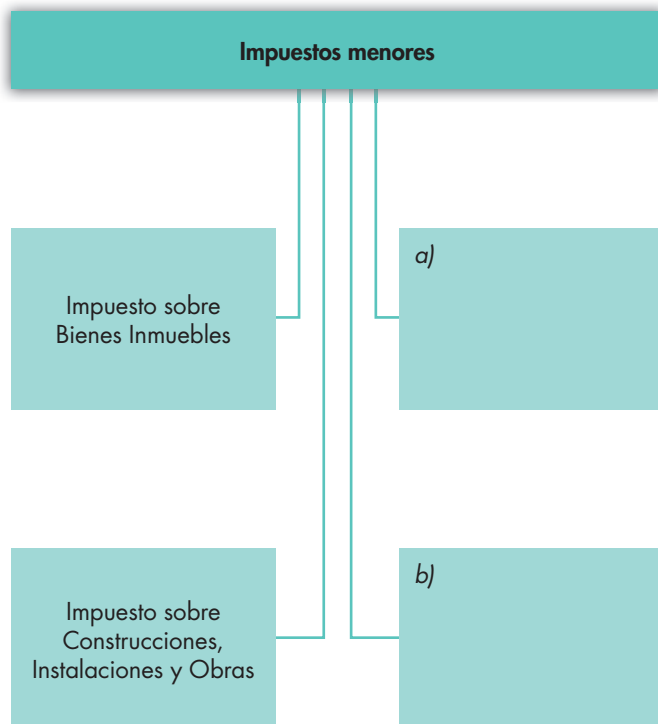 Impuestos menores
Impuesto sobre
Bienes Inmuebles
a)
Impuesto sobre
Construcciones,
Instalaciones y Obras
b)